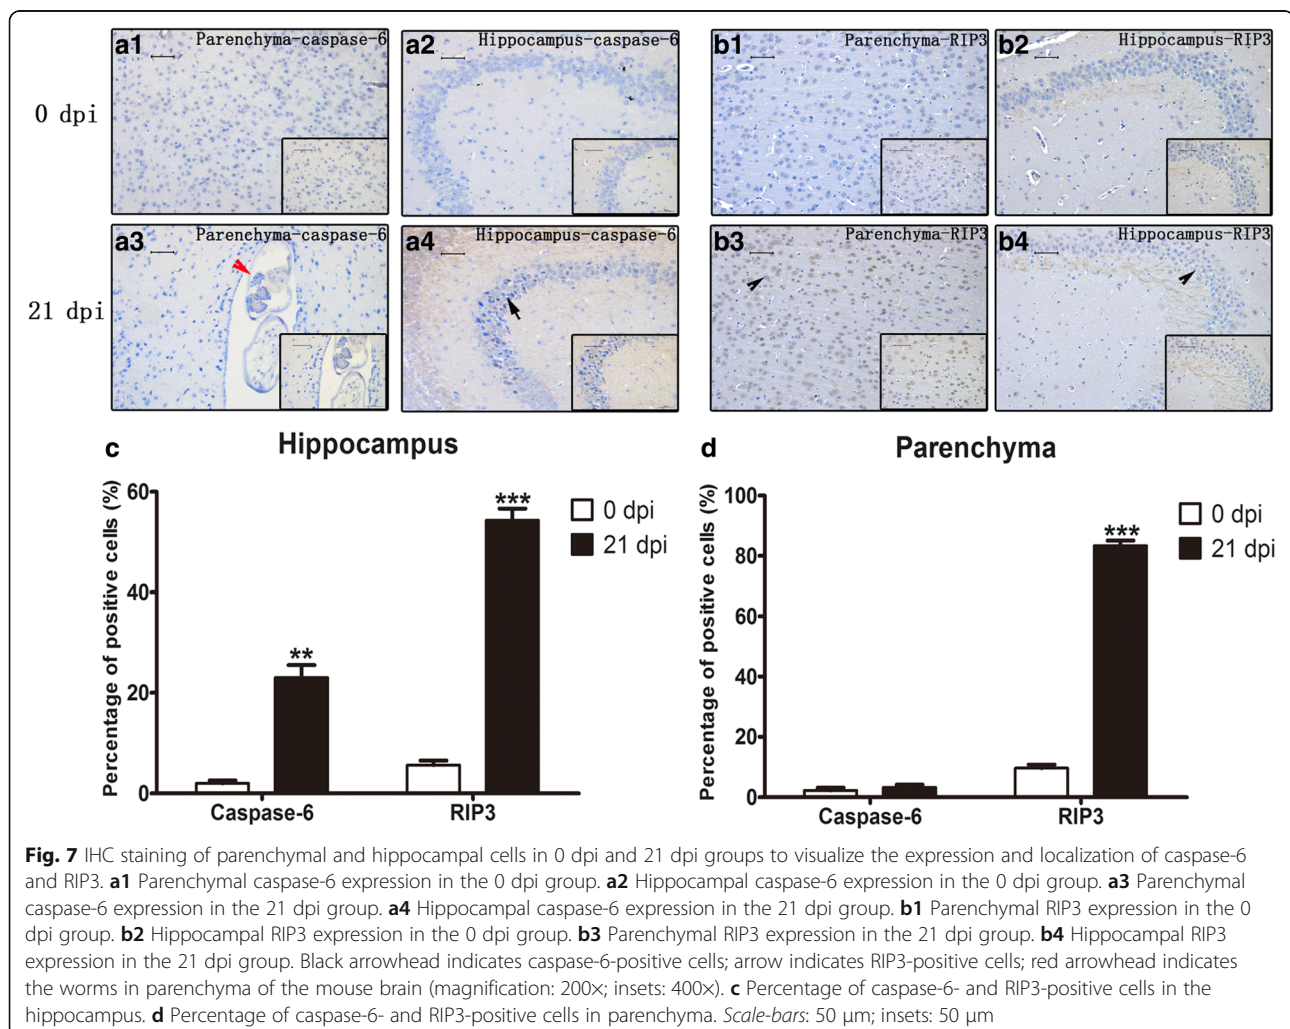 a1 Parenchyma-caspase-6
a2 Hippocampus-caspase-6
b1 Parenchyma-RIP3
b2 Hippocampus-RIP3
0 dpi
a3 Parenchyma-caspase-6
a4 Hippocampus-caspase-6
b3 Parenchyma-RIP3
b4 Hippocampus-RIP3
21 dpi
c Hippocampus
Percentage of positive cells (%)
60
40
20
0
**
***
0 dpi
21 dpi
Caspase-6 RIP3
d Parenchyma
Percentage of positive cells (%)
100
80
60
40
20
0
***
0 dpi
21 dpi
Caspase-6 RIP3
Fig. 7 IHC staining of parenchymal and hippocampal cells in 0 dpi and 21 dpi groups to visualize the expression and localization of caspase-6
and RIP3. a1 Parenchymal caspase-6 expression in the 0 dpi group. a2 Hippocampal caspase-6 expression in the 0 dpi group. a3 Parenchymal
caspase-6 expression in the 21 dpi group. a4 Hippocampal caspase-6 expression in the 21 dpi group. b1 Parenchymal RIP3 expression in the 0
dpi group. b2 Hippocampal RIP3 expression in the 0 dpi group. b3 Parenchymal RIP3 expression in the 21 dpi group. b4 Hippocampal RIP3
expression in the 21 dpi group. Black arrowhead indicates caspase-6-positive cells; arrow indicates RIP3-positive cells; red arrowhead indicates
the worms in parenchyma of the mouse brain (magnification: 200×; insets: 400×). c Percentage of caspase-6- and RIP3-positive cells in the
hippocampus. d Percentage of caspase-6- and RIP3-positive cells in parenchyma. Scale-bars: 50 μm; insets: 50 μm